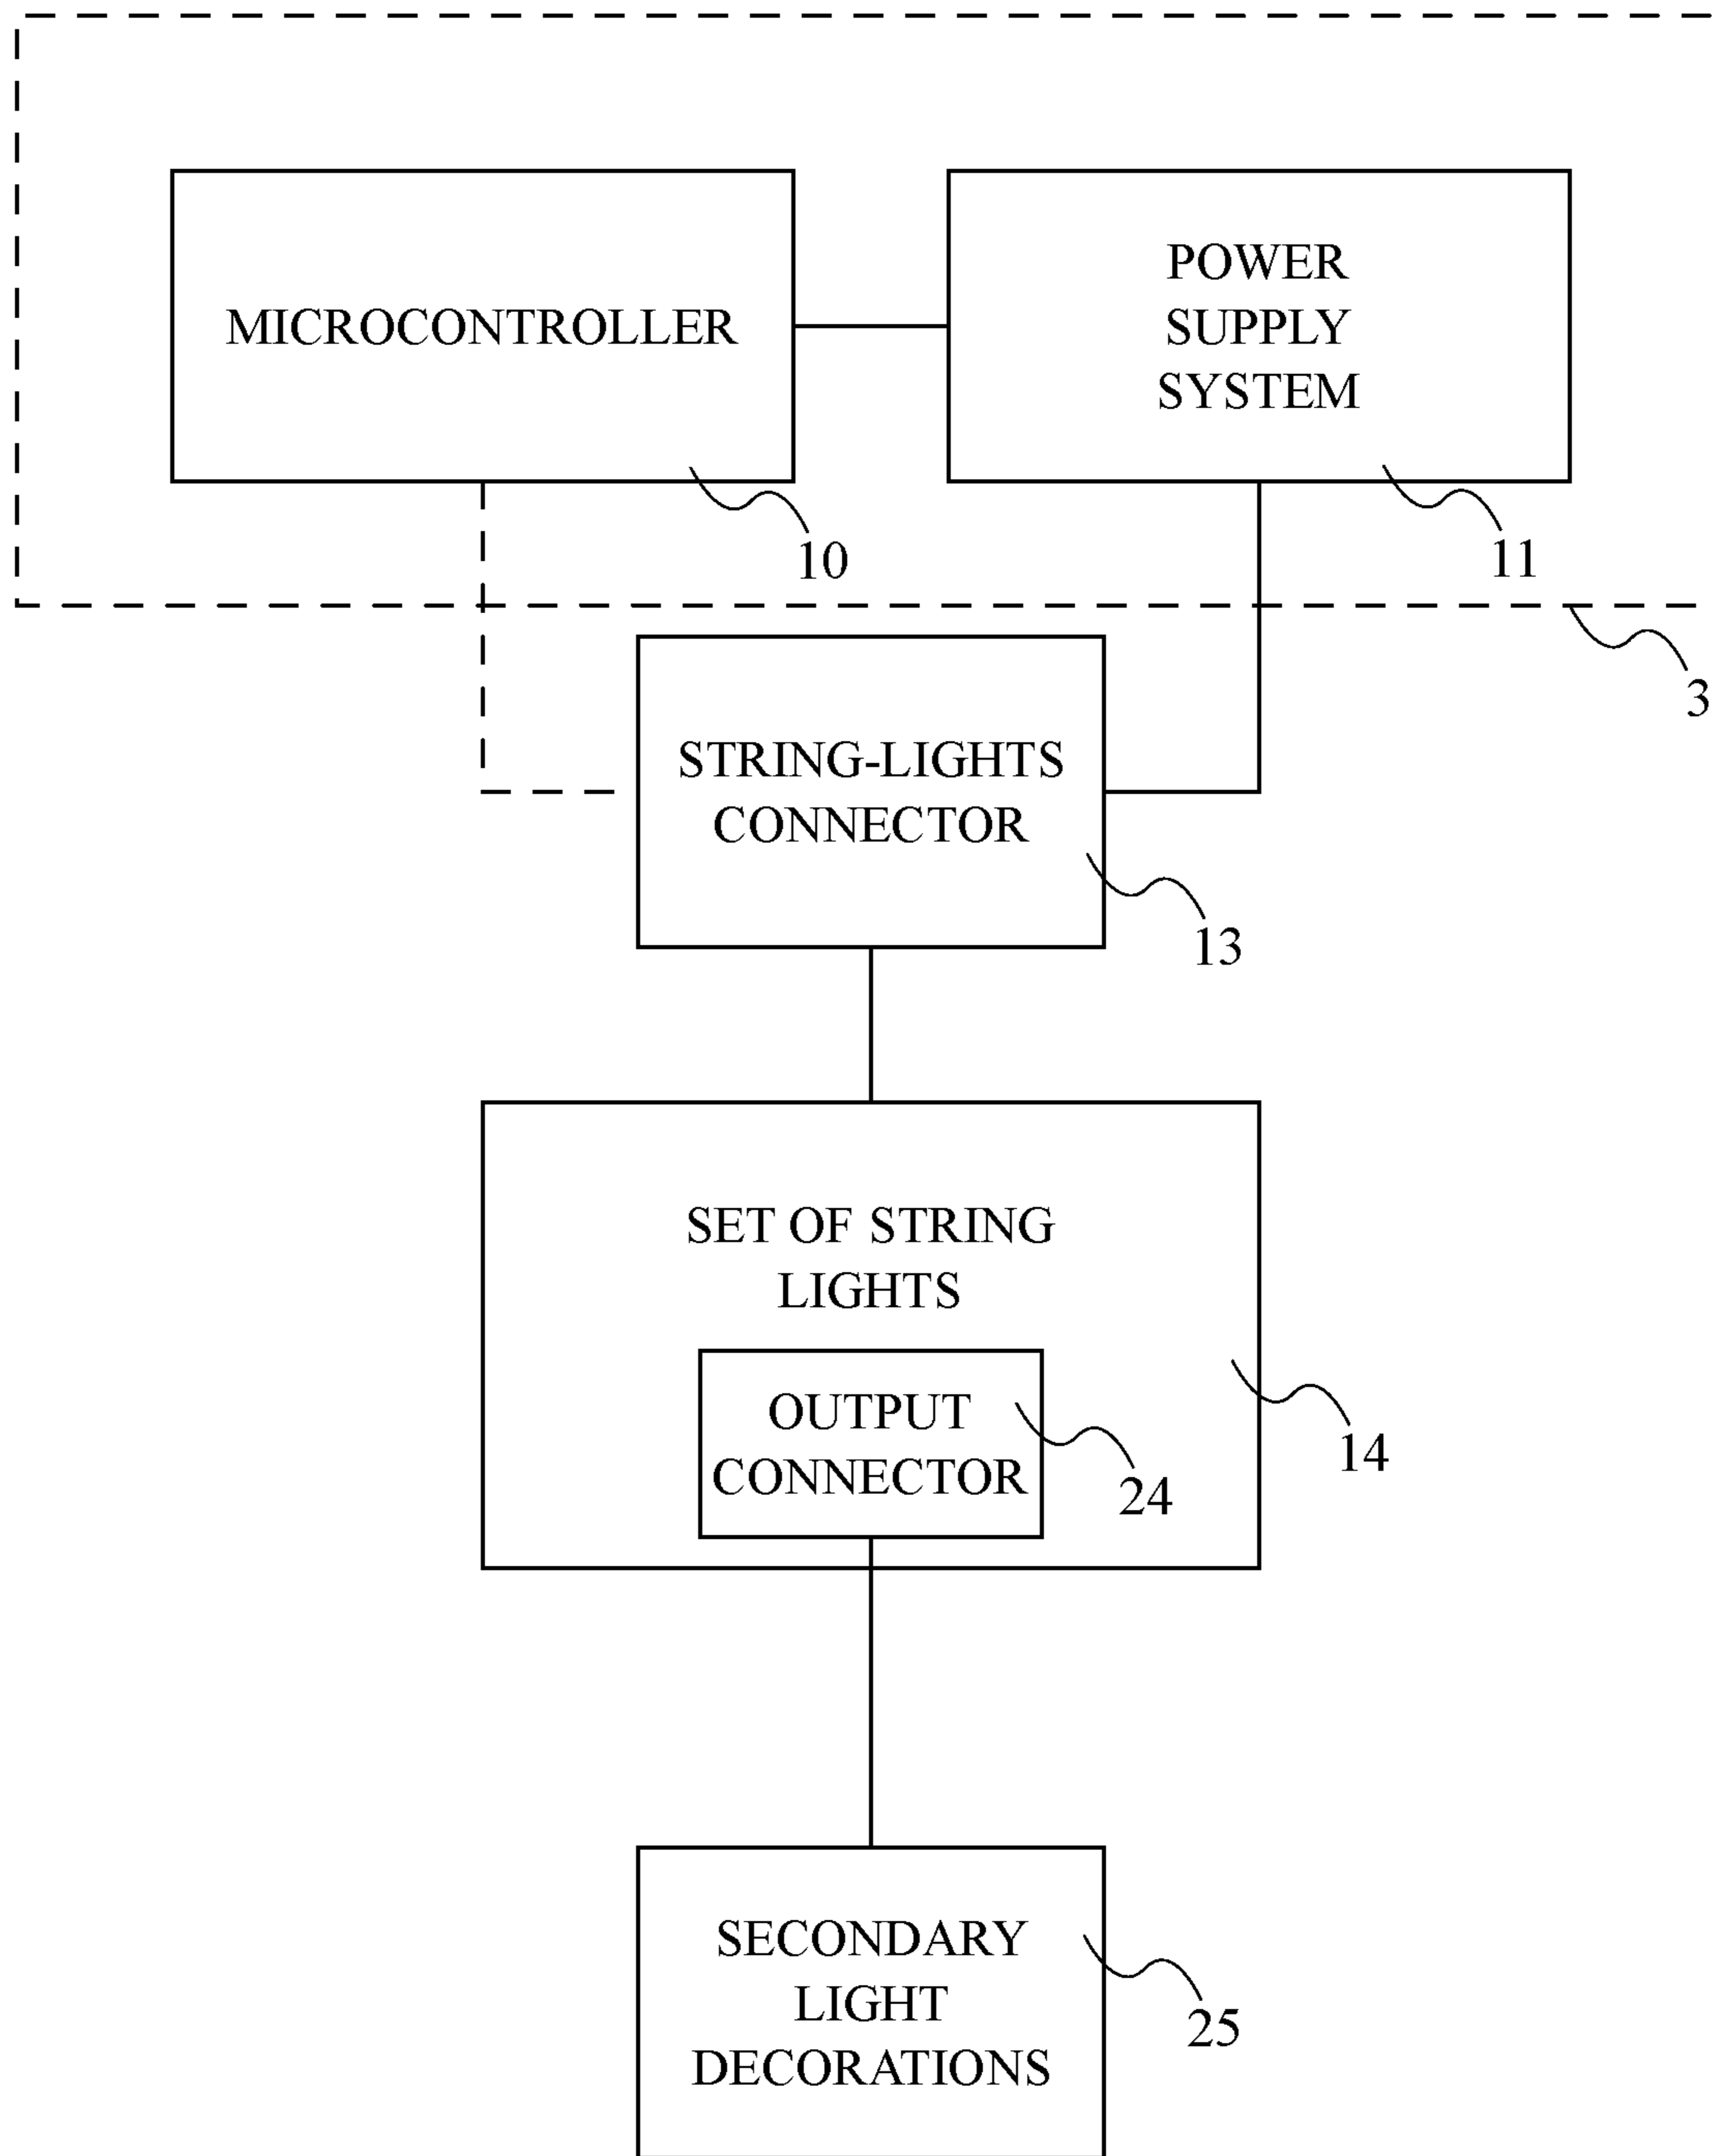 MICROCONTROLLER
POWER
SUPPLY
SYSTEM
10
11
3
STRING-LIGHTS
CONNECTOR
13
SET OF STRING
LIGHTS
OUTPUT
CONNECTOR
14
24
SECONDARY
LIGHT
DECORATIONS
25